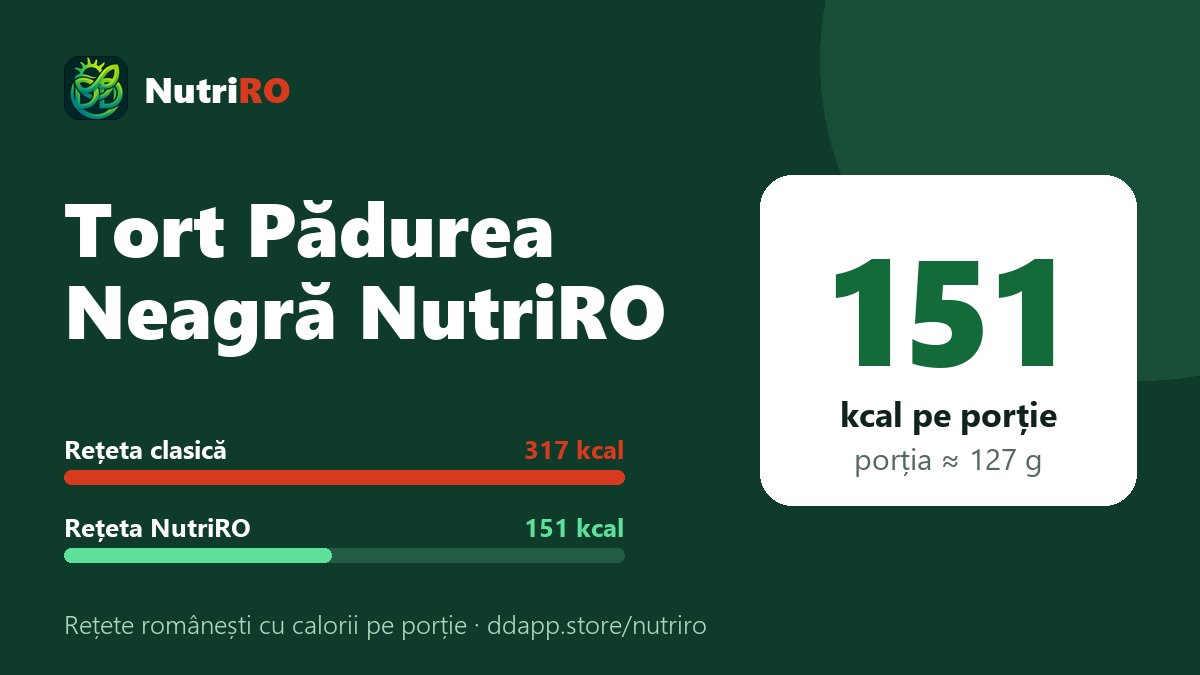 NutriRO
Tort Pădurea
Neagră NutriRO
151
kcal pe porție
porția ≈ 127 g
Rețeta clasică 317 kcal
Rețeta NutriRO 151 kcal
Rețete românești cu calorii pe porție · ddapp.store/nutriro